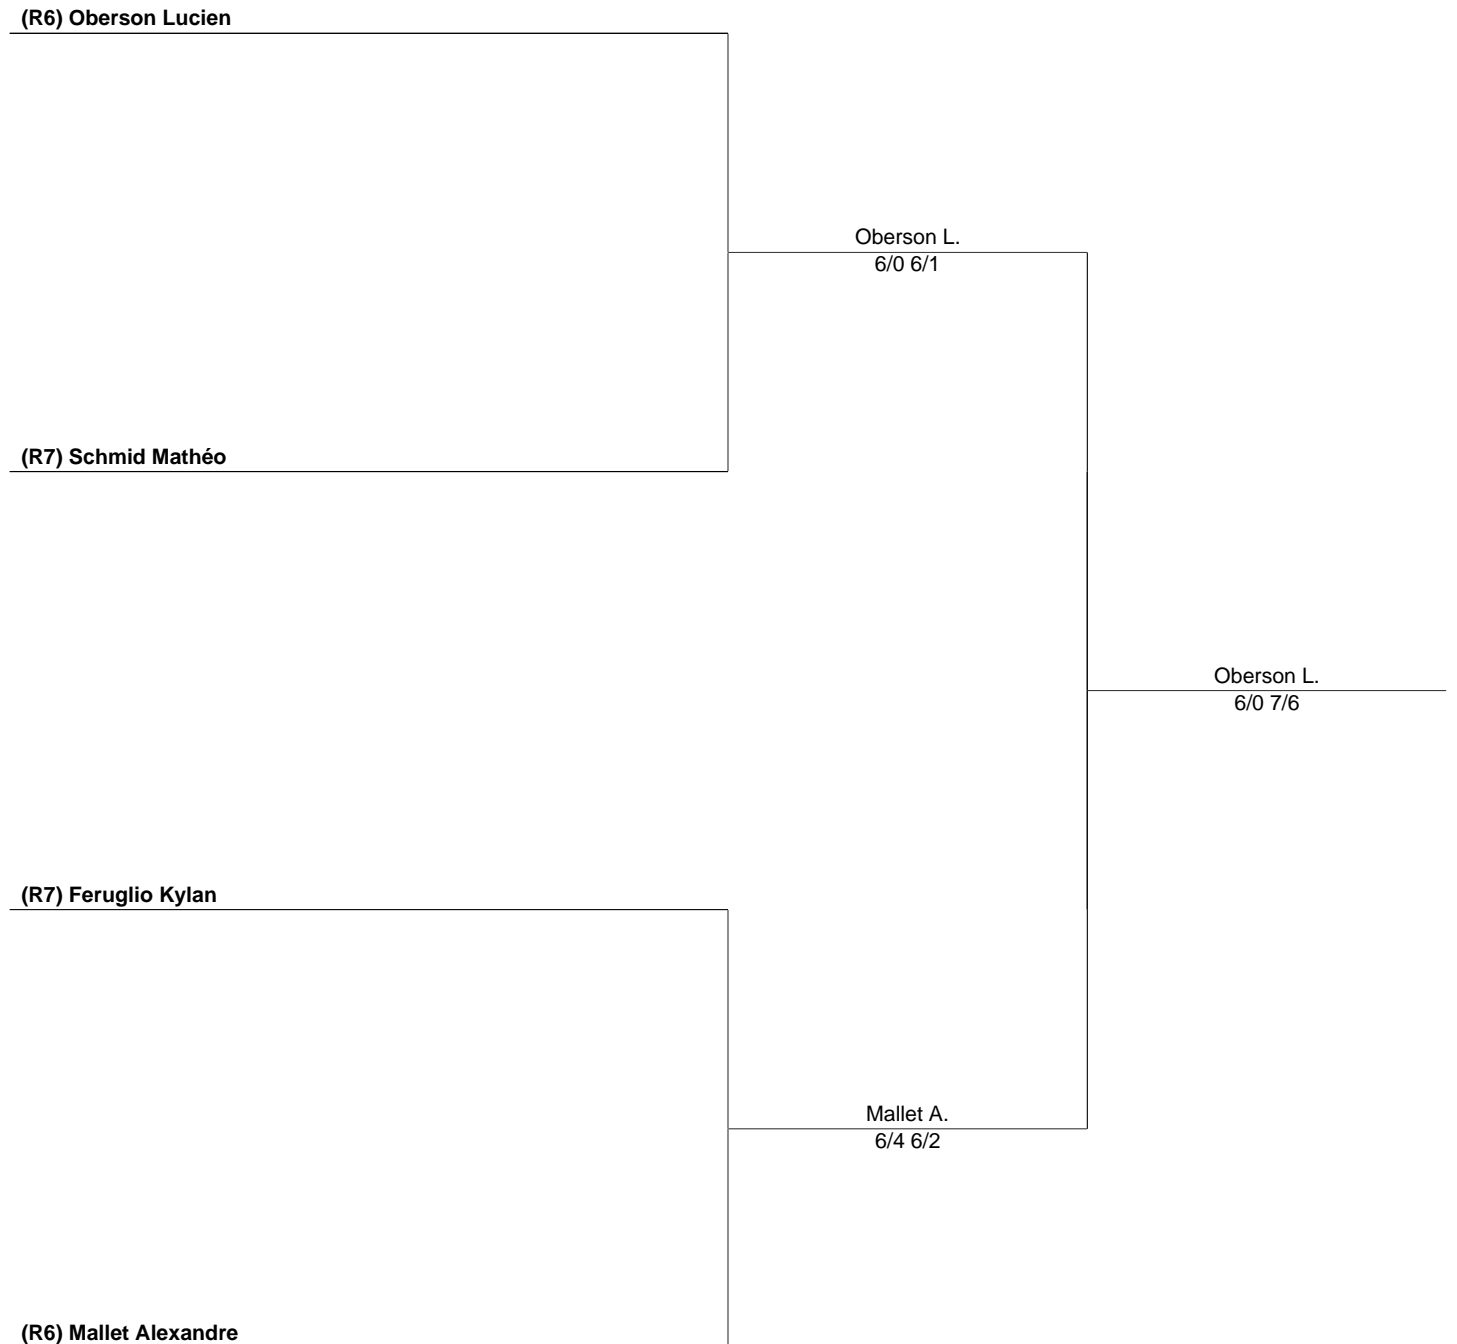 (R6) Oberson Lucien
Oberson L.
6/0 6/1
(R7) Schmid Mathéo
Oberson L.
6/0 7/6
(R7) Feruglio Kylan
Mallet A.
6/4 6/2
(R6) Mallet Alexandre